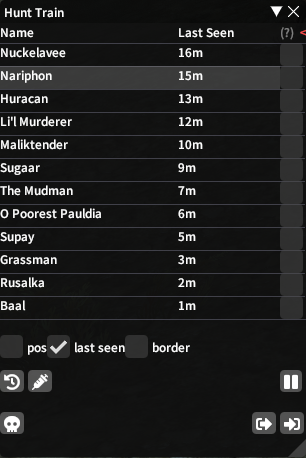 Hunt Train
Name Last Seen (?) <
Nuckelavee 16m
Nariphon 15m
Huracan 13m
Li'l Murderer 12m
Maliktender 10m
Sugaar 9m
The Mudman 7m
O Poorest Pauldia 6m
Supay 5m
Grassman 3m
Rusalka 2m
Baal 1m
pos last seen border